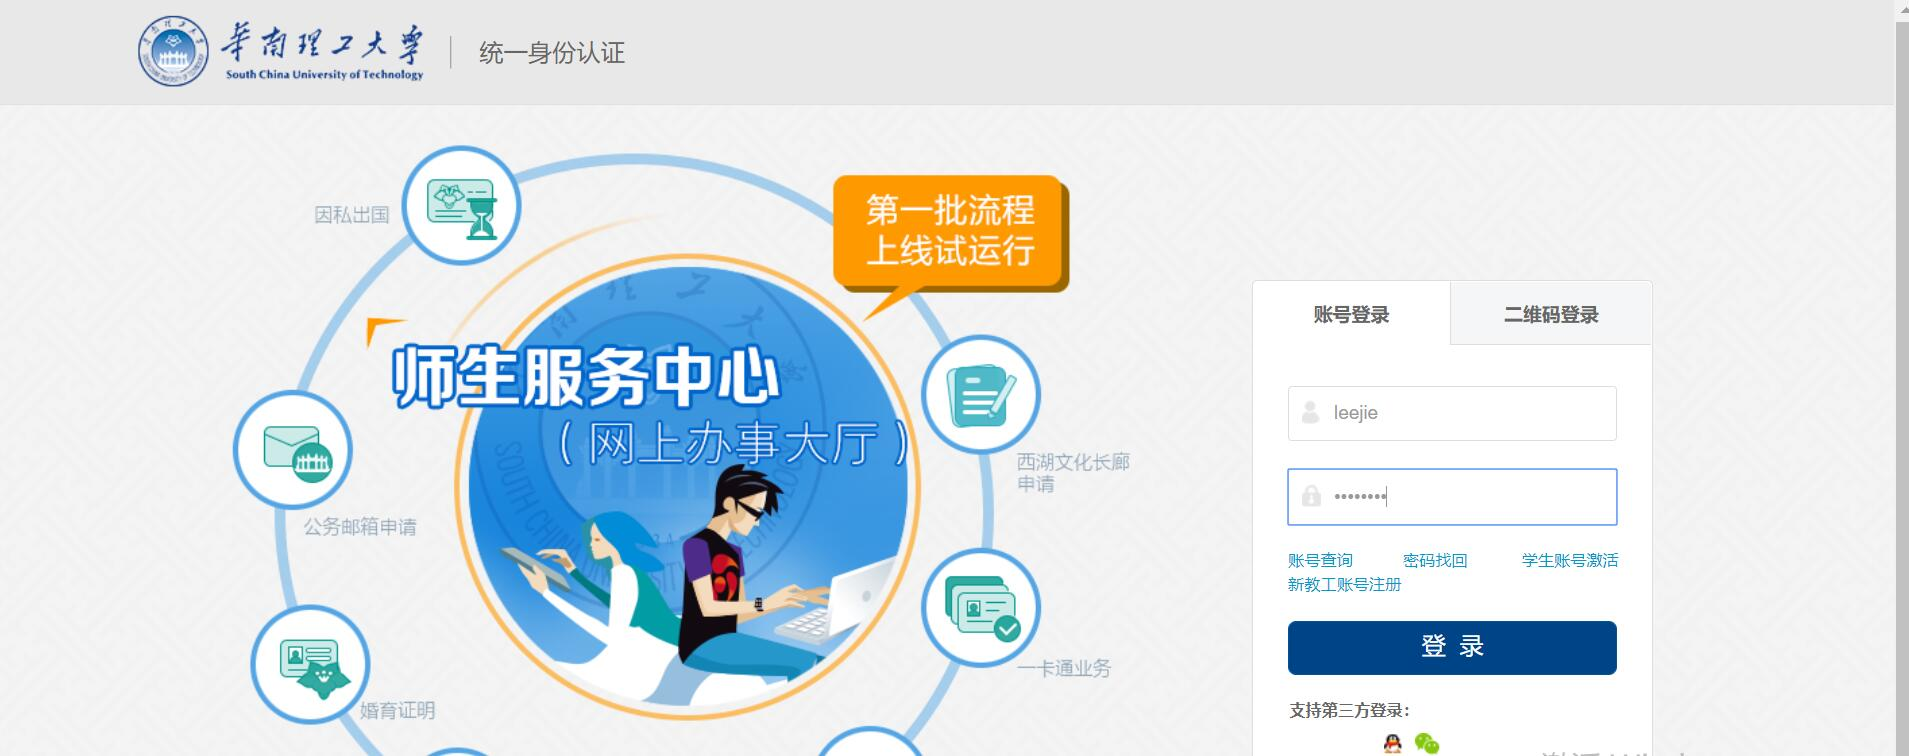 華南理工大學
South China University of Technology
统一身份认证
因私出国
第一批流程
上线试运行
师生服务中心
（网上办事大厅）
公务邮箱申请
婚育证明
西湖文化长廊
申请
一卡通业务
账号登录
二维码登录
leejie
••••••••
账号查询 密码找回 学生账号激活
新教工账号注册
登 录
支持第三方登录：